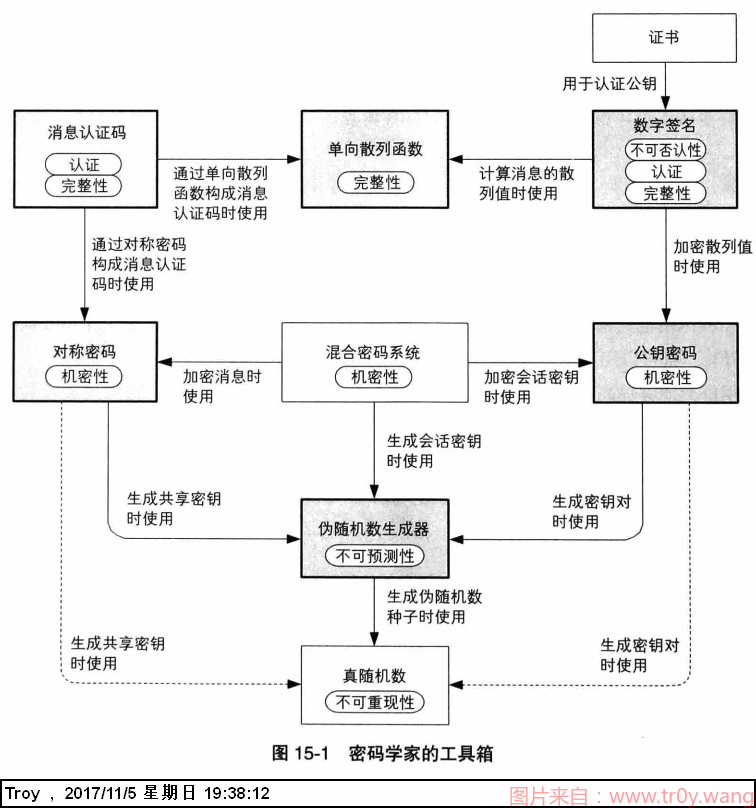 证书
用于认证公钥
消息认证码
认证
完整性
通过单向散列
函数构成消息
认证码时使用
单向散列函数
完整性
计算消息的散
列值时使用
数字签名
不可否认性
认证
完整性
通过对称密码
构成消息认证
码时使用
加密散列值
时使用
对称密码
机密性
加密消息时
使用
混合密码系统
机密性
加密会话密钥
时使用
公钥密码
机密性
生成会话密钥
时使用
生成共享密钥
时使用
伪随机数生成器
不可预测性
生成密钥对
时使用
生成伪随机数
种子时使用
生成共享密钥
时使用
真随机数
不可重现性
生成密钥对
时使用
图 15-1 密码学家的工具箱
Troy , 2017/11/5 星期日 19:38:12
图片来自：www.tr0y.wang